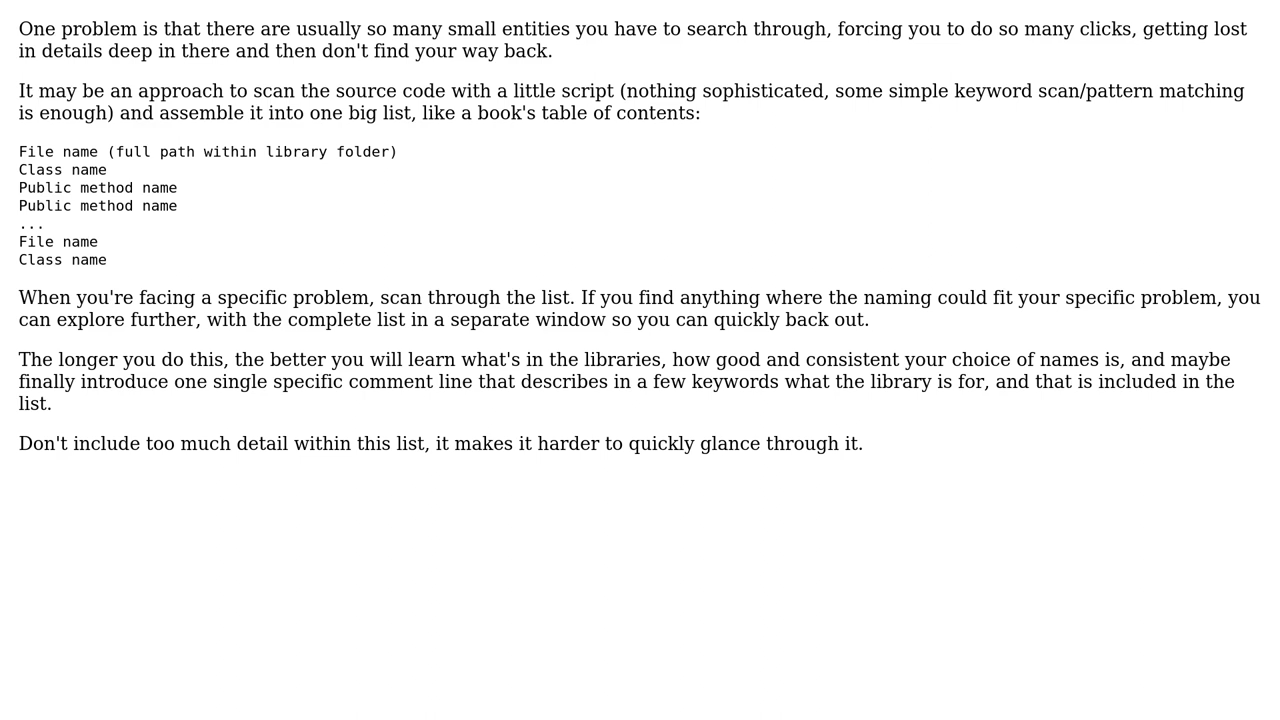 One problem is that there are usually so many small entities you have to search through, forcing you to do so many clicks, getting lost
in details deep in there and then don't find your way back.
It may be an approach to scan the source code with a little script (nothing sophisticated, some simple keyword scan/pattern matching
is enough) and assemble it into one big list, like a book's table of contents:
File name (full path within library folder)
Class name
Public method name
Public method name
...
File name
Class name
When you're facing a specific problem, scan through the list. If you find anything where the naming could fit your specific problem, you
can explore further, with the complete list in a separate window so you can quickly back out.
The longer you do this, the better you will learn what's in the libraries, how good and consistent your choice of names is, and maybe
finally introduce one single specific comment line that describes in a few keywords what the library is for, and that is included in the
list.
Don't include too much detail within this list, it makes it harder to quickly glance through it.